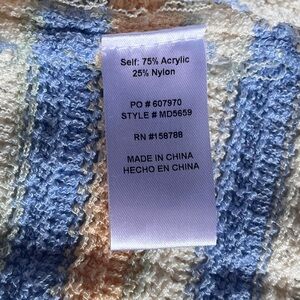 Self: 75% Acrylic
25% Nylon
PO # 607970
STYLE # MD5659
RN #158788
MADE IN CHINA
HECHO EN CHINA